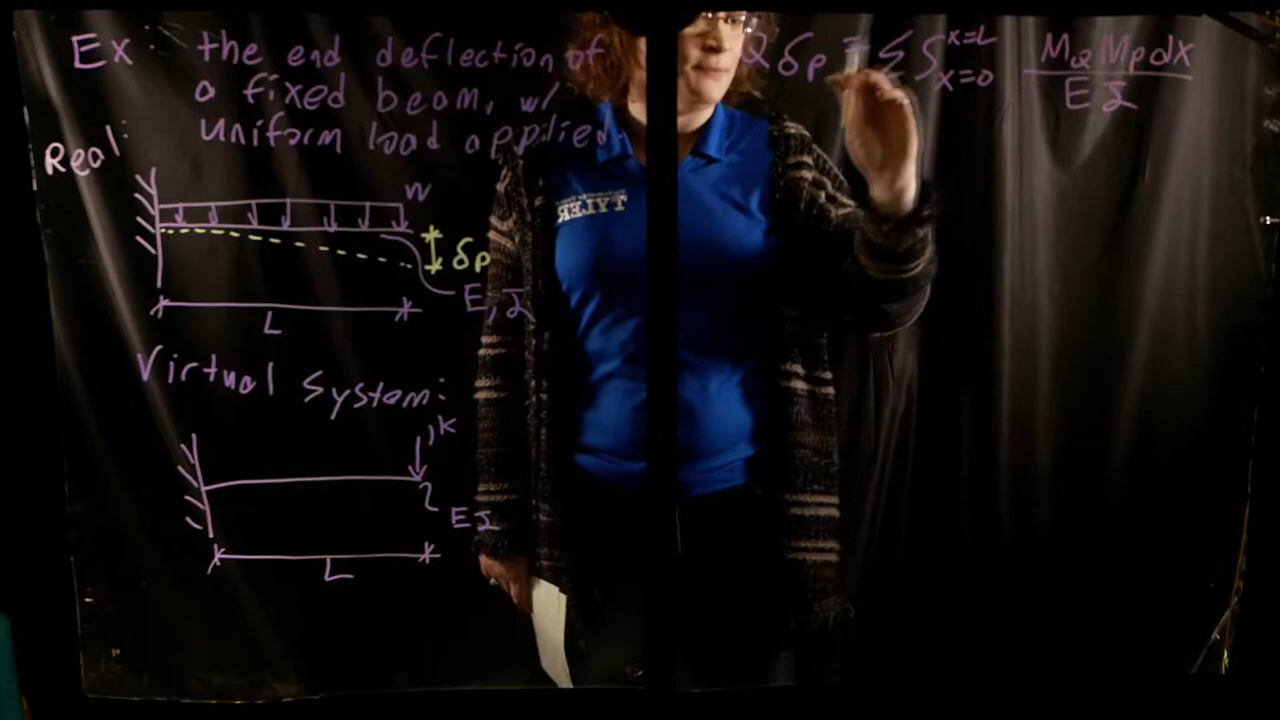 Ex: the end deflection of
a fixed beam, w/
uniform load applied.
Real:
w
δP
E, I
L
Virtual System:
1k
EI
L
Q δP = Σ ∫x=0 x=L MQ MP dx / EI
TYLER